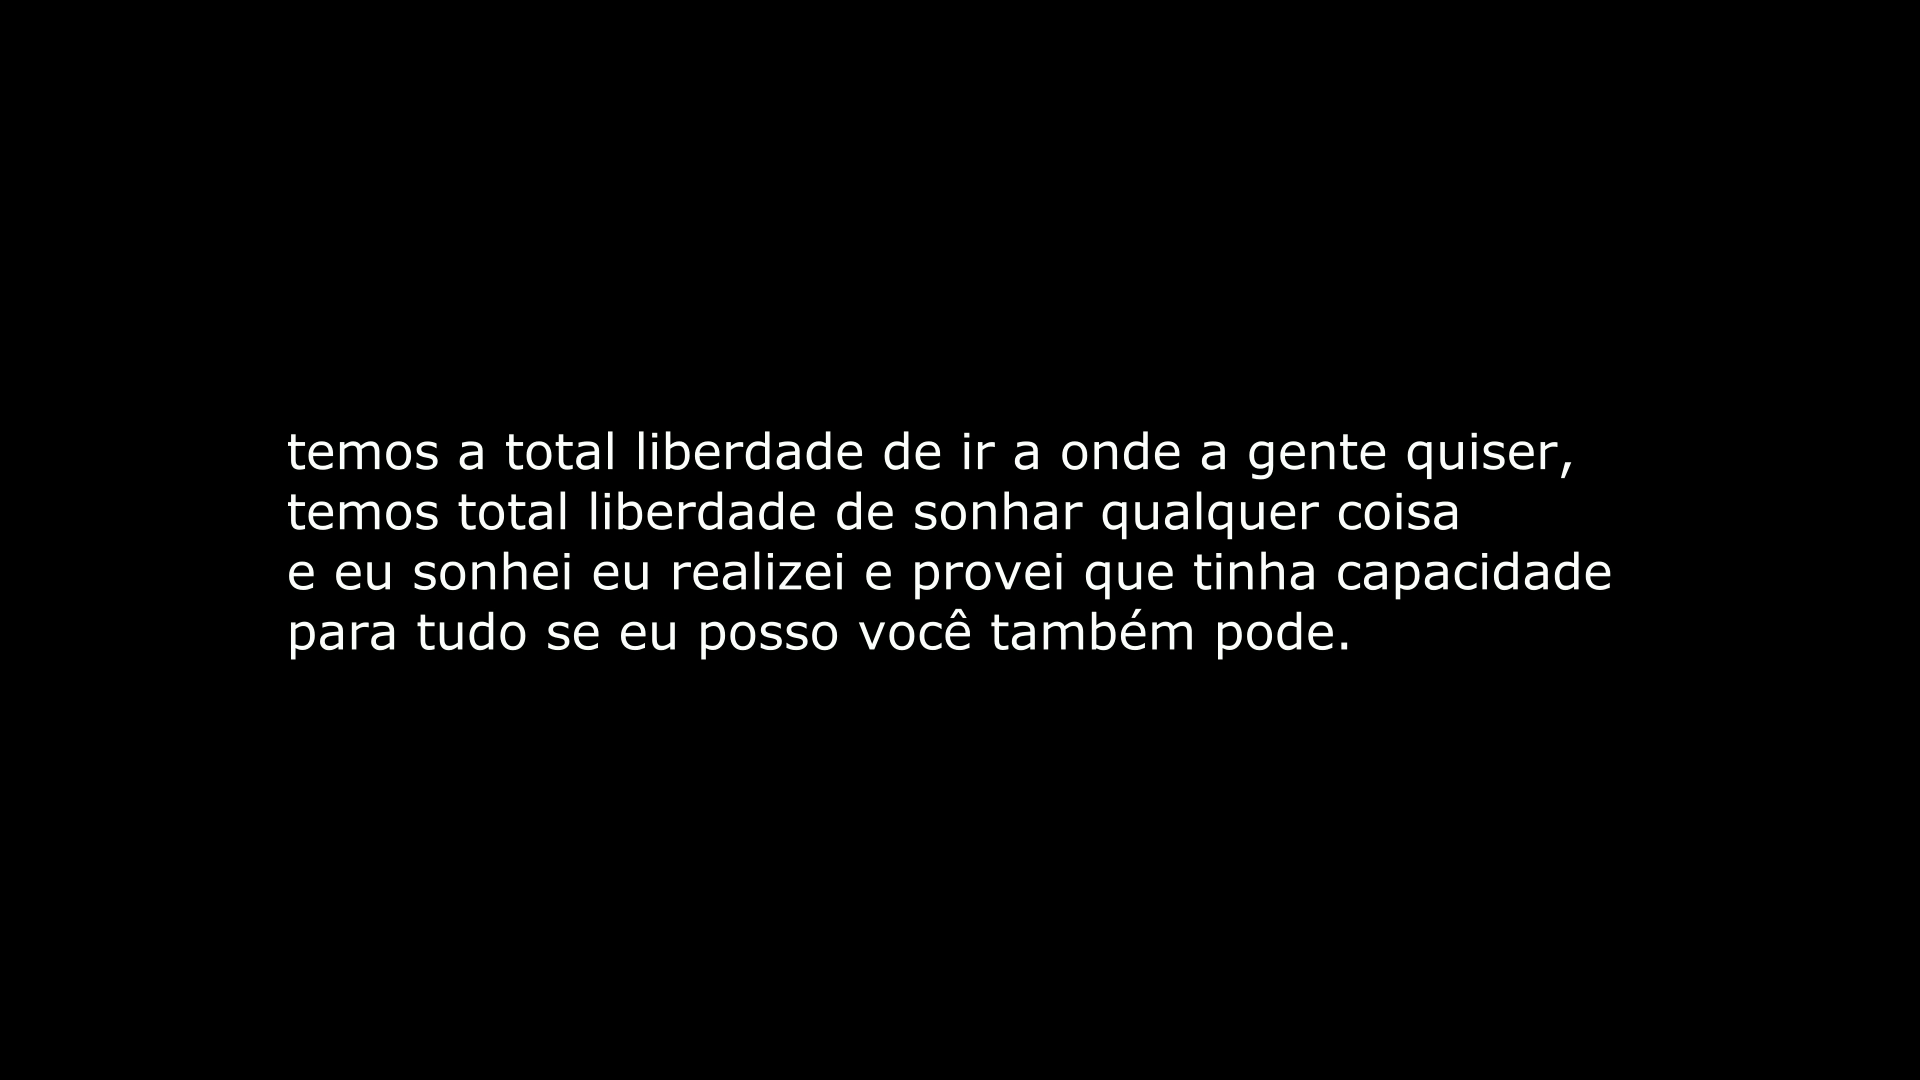 temos a total liberdade de ir a onde a gente quiser,
temos total liberdade de sonhar qualquer coisa
e eu sonhei eu realizei e provei que tinha capacidade
para tudo se eu posso você também pode.